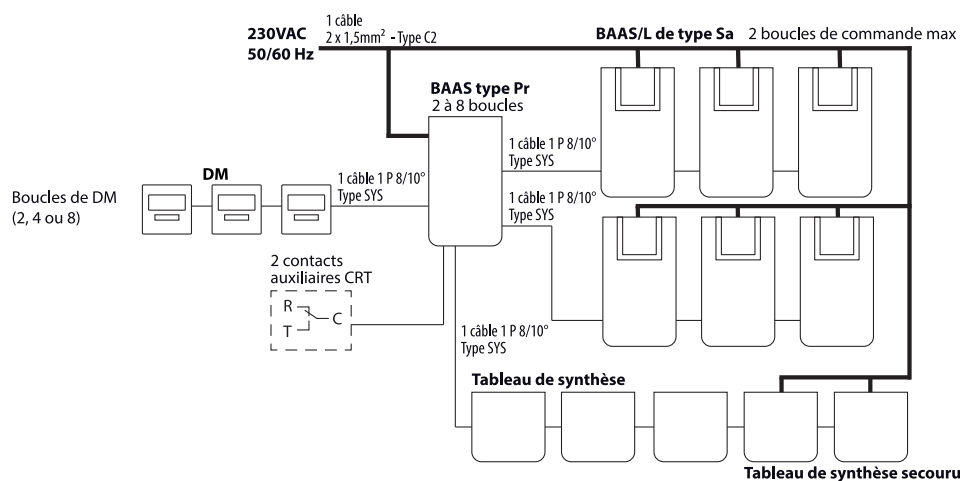 1 câble
230VAC 2 x 1,5mm² - Type C2
50/60 Hz
BAAS/L de type Sa 2 boucles de commande max
BAAS type Pr
2 à 8 boucles
1 câble 1 P 8/10°
Type SYS
DM
1 câble 1 P 8/10°
Type SYS
Boucles de DM
(2, 4 ou 8)
1 câble 1 P 8/10°
Type SYS
2 contacts
auxiliaires CRT
R
C
T
1 câble 1 P 8/10°
Type SYS
Tableau de synthèse
Tableau de synthèse secouru